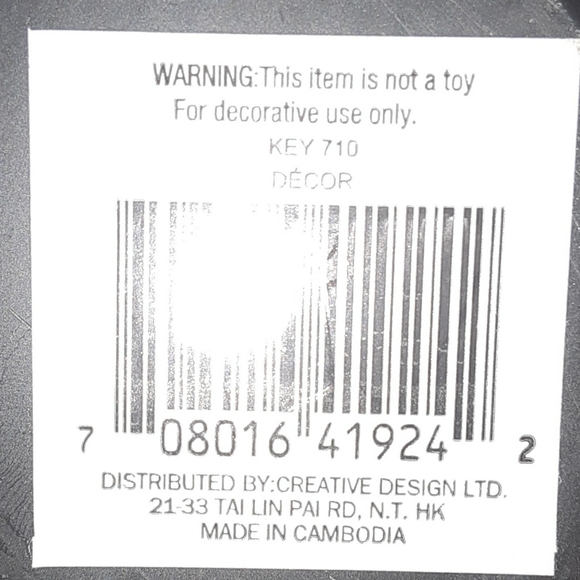 WARNING:This item is not a toy
For decorative use only.
KEY 710
DÉCOR
7 08016 41924 2
DISTRIBUTED BY:CREATIVE DESIGN LTD.
21-33 TAI LIN PAI RD, N.T. HK
MADE IN CAMBODIA